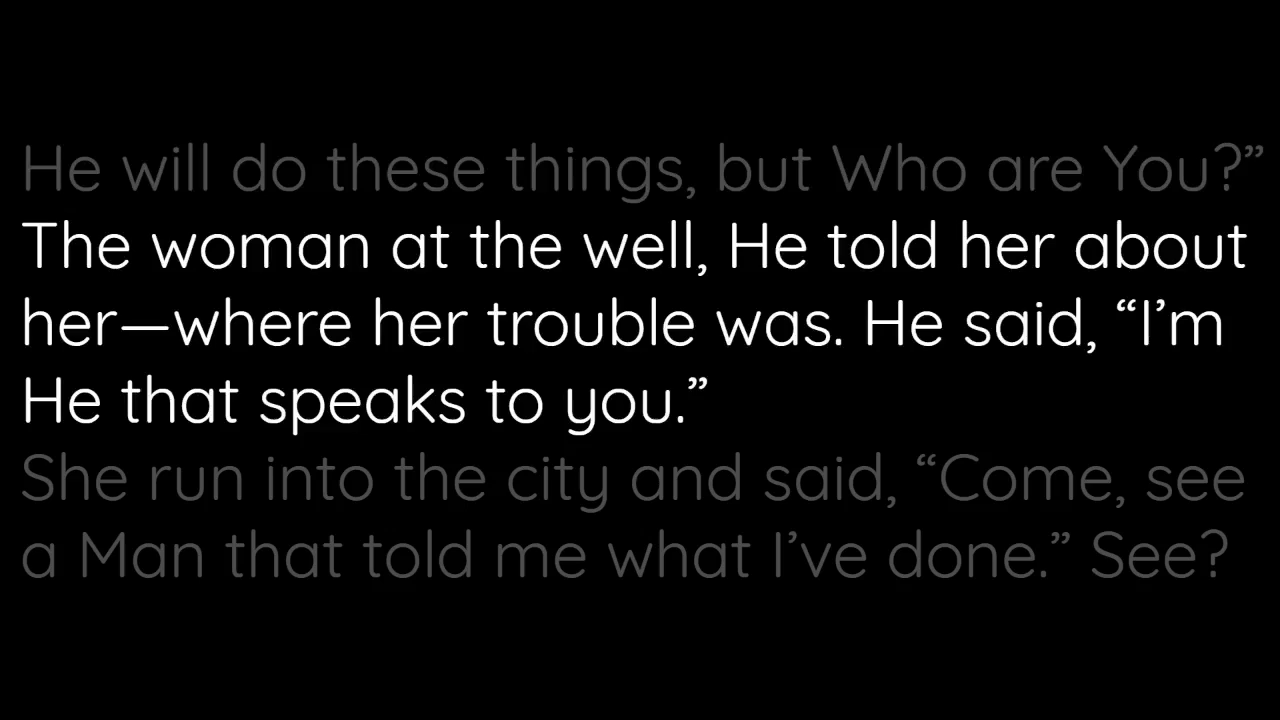 He will do these things, but Who are You?”
The woman at the well, He told her about
her—where her trouble was. He said, “I’m
He that speaks to you.”
She run into the city and said, “Come, see
a Man that told me what I’ve done.” See?